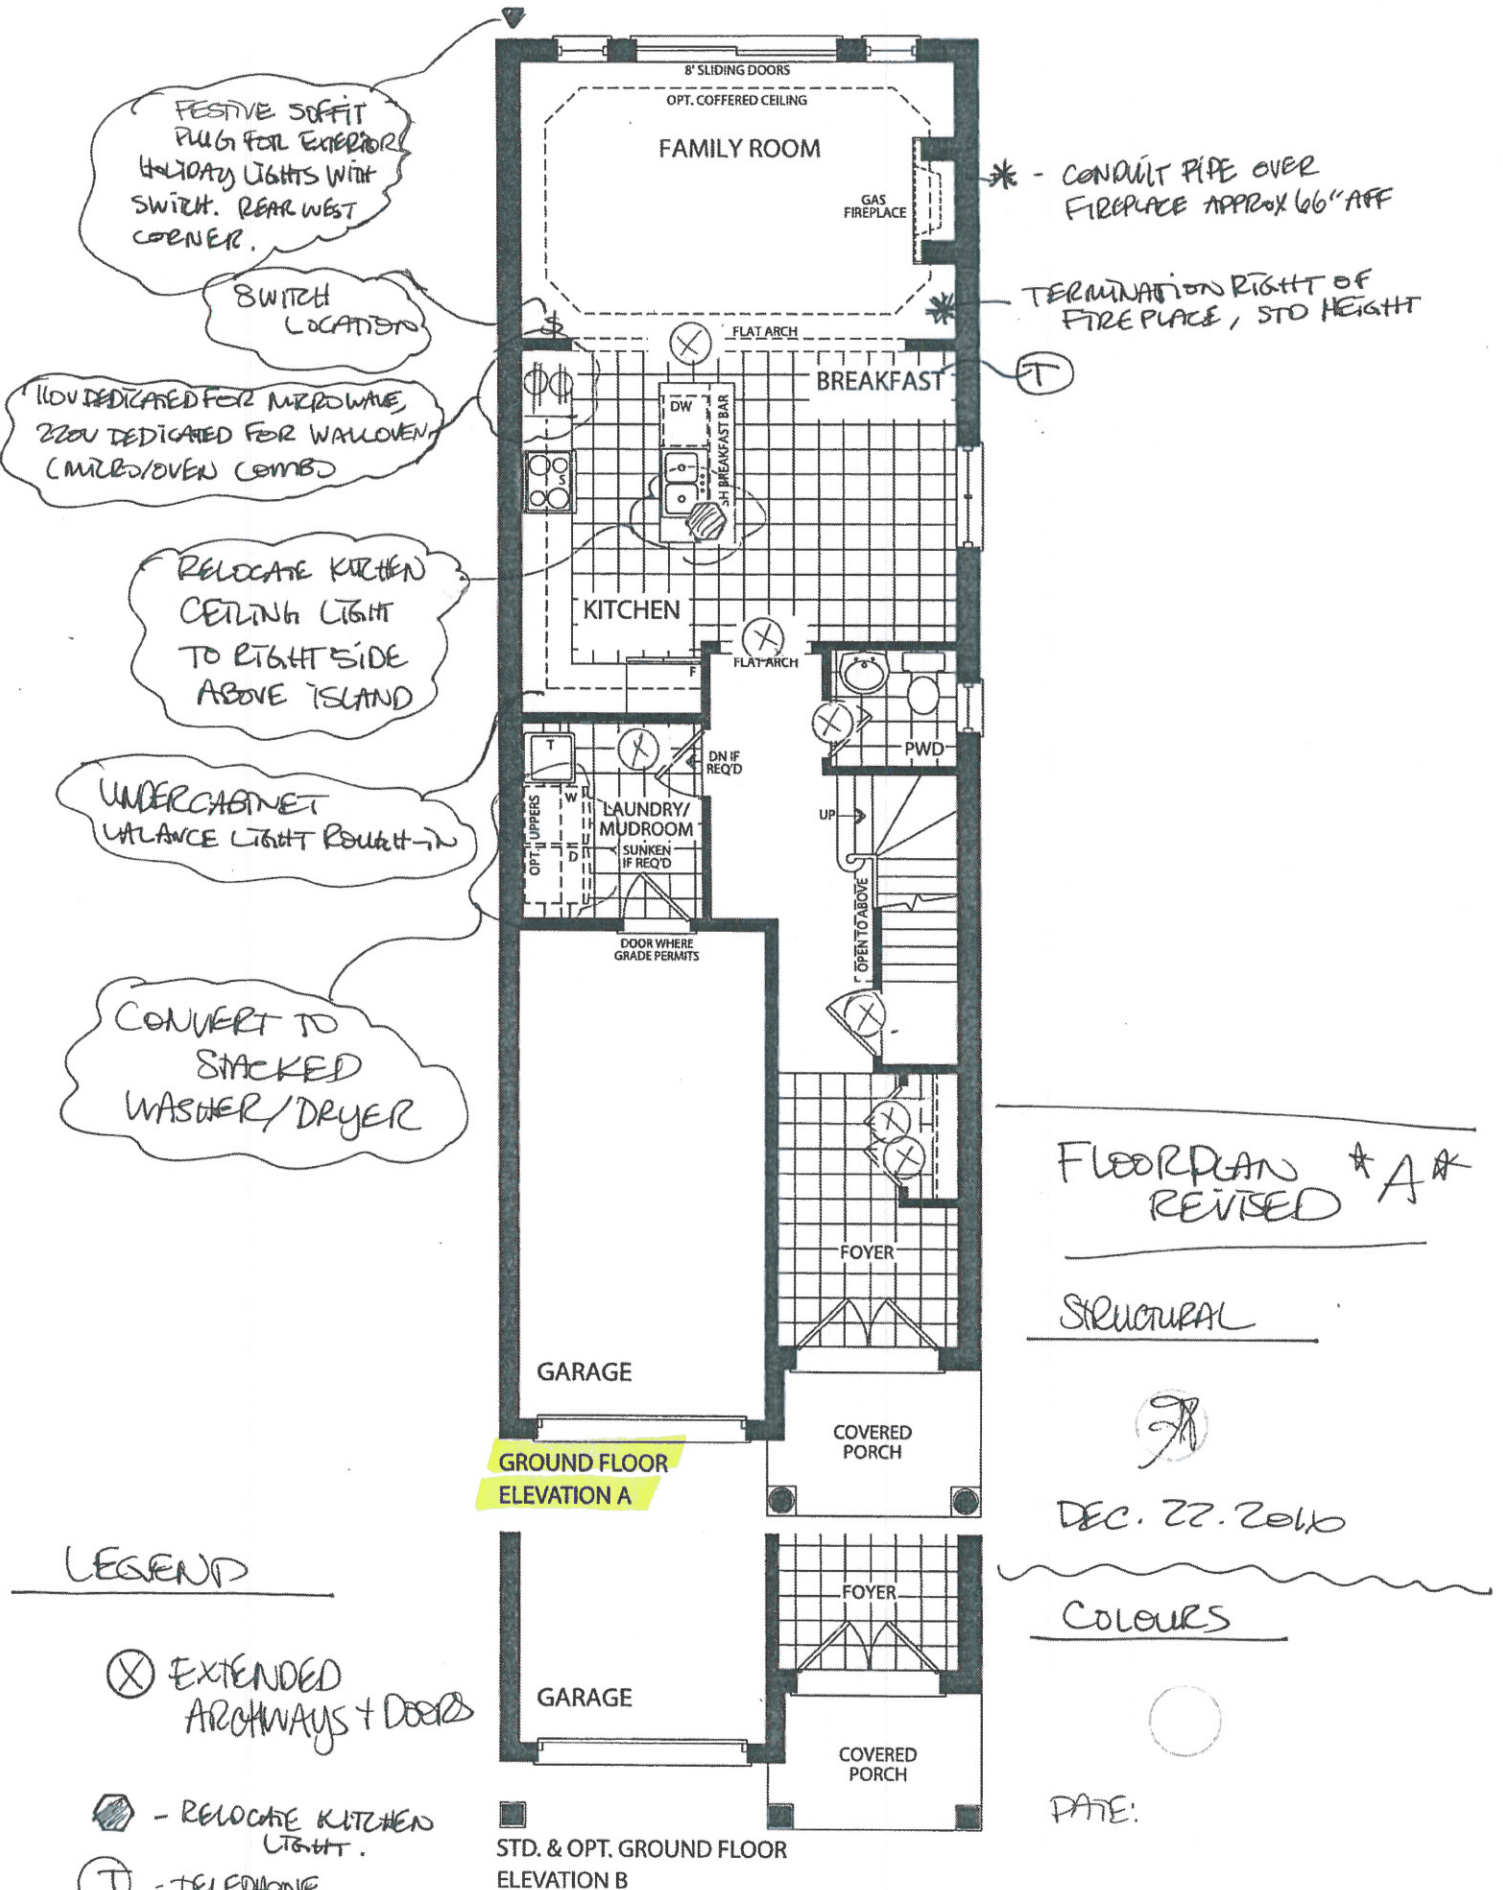 FESTIVE SOFFIT
PLUG FOR EXTERIOR
HOLIDAY LIGHTS WITH
SWITCH. REAR WEST
CORNER.
SWITCH
LOCATION
$
110V DEDICATED FOR MICROWAVE,
220V DEDICATED FOR WALLOVEN
(MICRO/OVEN COMBO
RELOCATE KITCHEN
CEILING LIGHT
TO RIGHT SIDE
ABOVE ISLAND
UNDERCABINET
VALANCE LIGHT ROUGH-IN
CONVERT TO
STACKED
WASHER/DRYER
8' SLIDING DOORS
OPT. COFFERED CEILING
FAMILY ROOM
GAS
FIREPLACE
FLAT ARCH
BREAKFAST
DW
SH BREAKFAST BAR
S
KITCHEN
F
FLAT ARCH
PWD
T
DN IF
REQ'D
W
OPT. UPPERS
D
LAUNDRY/
MUDROOM
SUNKEN
IF REQ'D
UP
OPEN TO ABOVE
DOOR WHERE
GRADE PERMITS
FOYER
GARAGE
COVERED
PORCH
GROUND FLOOR
ELEVATION A
FOYER
GARAGE
COVERED
PORCH
STD. & OPT. GROUND FLOOR
ELEVATION B
* - CONDUIT PIPE OVER
FIREPLACE APPROX 66" AFF
* TERMINATION RIGHT OF
FIREPLACE, STD HEIGHT
T
FLOORPLAN *A*
REVISED
STRUCTURAL
DEC. 22. 2016
COLOURS
DATE:
LEGEND
X EXTENDED
ARCHWAYS + DOORS
- RELOCATE KITCHEN
LIGHT.
T - TELEPHONE